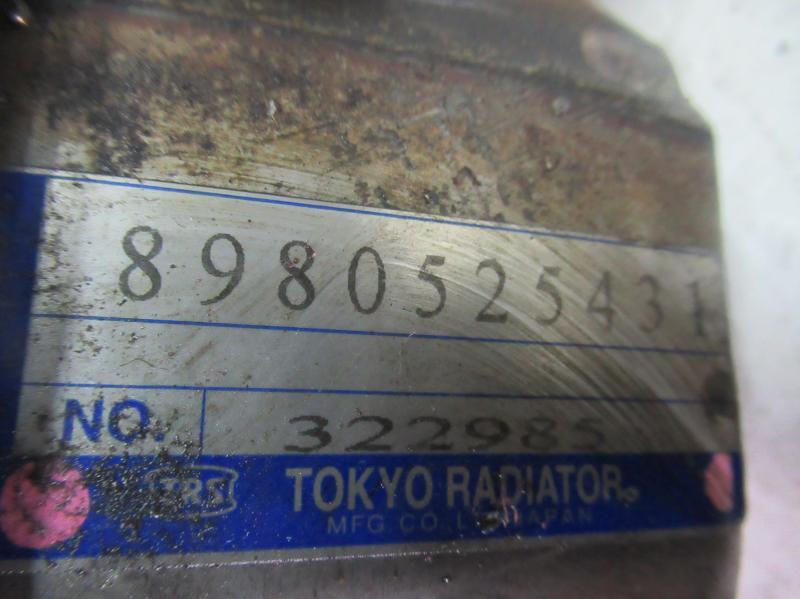 8980525431
NO. 322985
TRS TOKYO RADIATOR
MFG. CO. L JAPAN